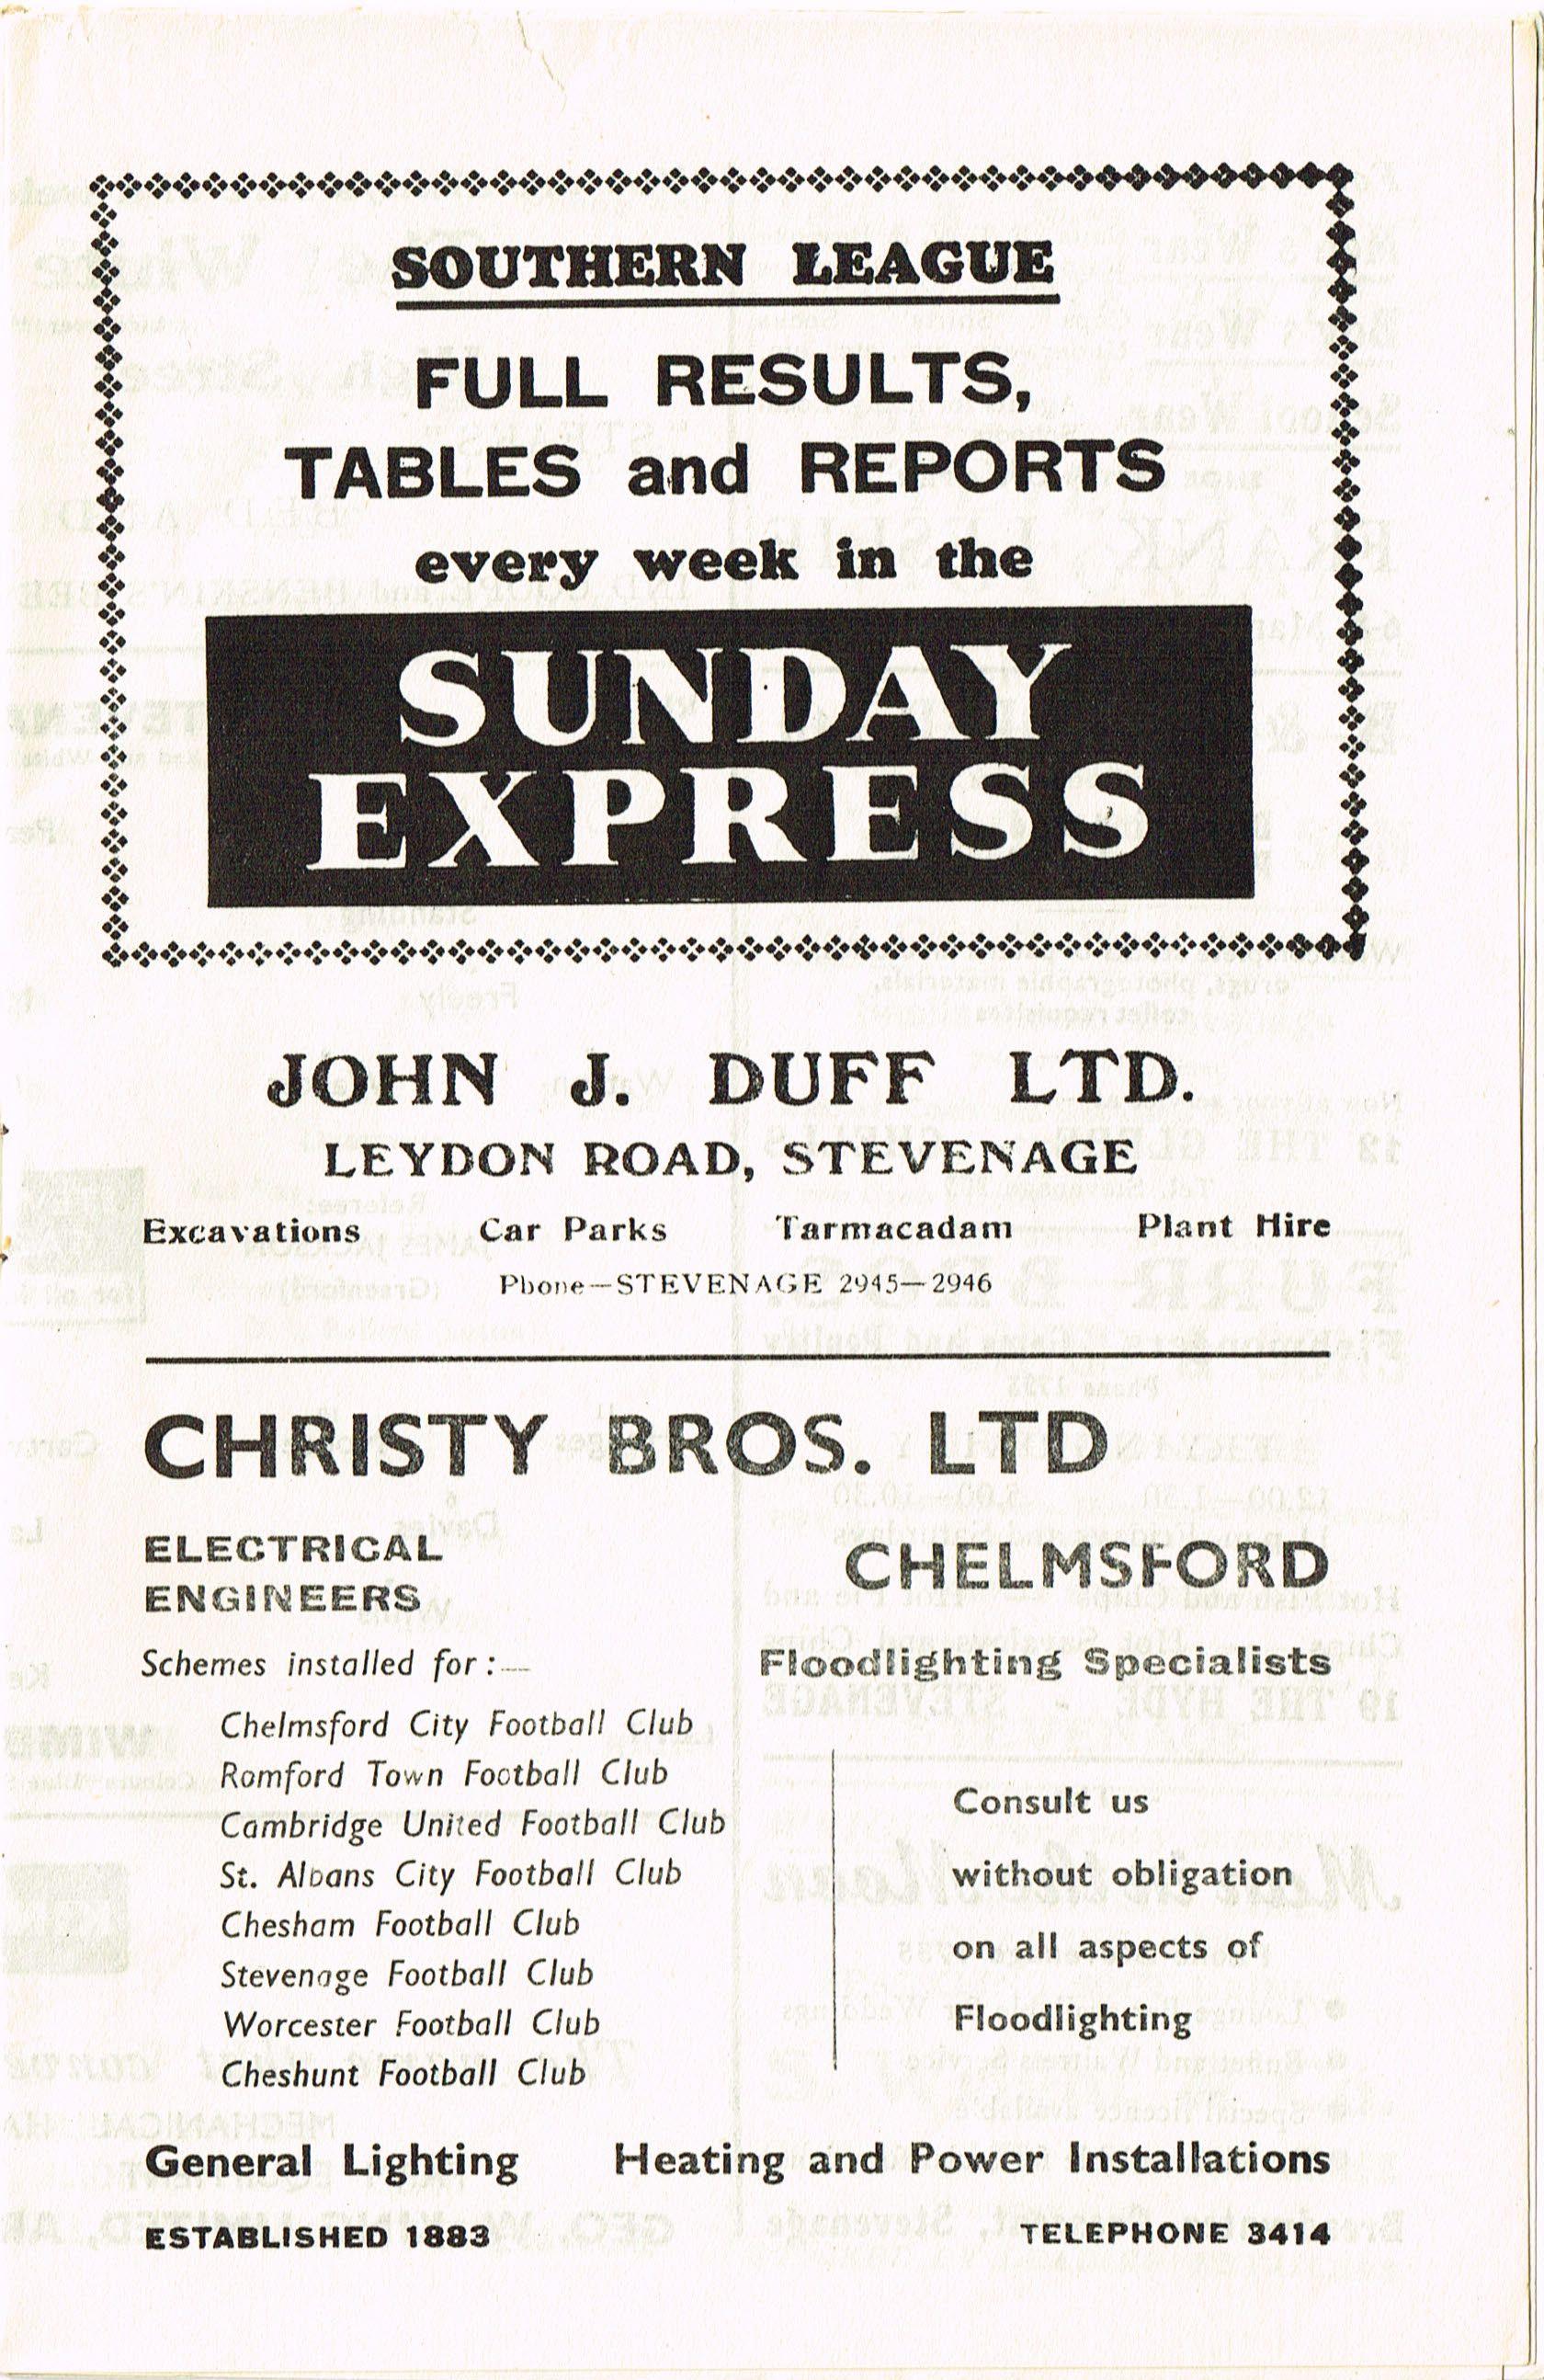 SOUTHERN LEAGUE
FULL RESULTS,
TABLES and REPORTS
every week in the
SUNDAY
EXPRESS
JOHN J. DUFF LTD.
LEYDON ROAD, STEVENAGE
Excavations Car Parks Tarmacadam Plant Hire
Phone—STEVENAGE 2945—2946
CHRISTY BROS. LTD
ELECTRICAL
ENGINEERS
CHELMSFORD
Schemes installed for :—
Floodlighting Specialists
Chelmsford City Football Club
Romford Town Football Club
Cambridge United Football Club
St. Albans City Football Club
Chesham Football Club
Stevenage Football Club
Worcester Football Club
Cheshunt Football Club
Consult us
without obligation
on all aspects of
Floodlighting
General Lighting Heating and Power Installations
ESTABLISHED 1883 TELEPHONE 3414